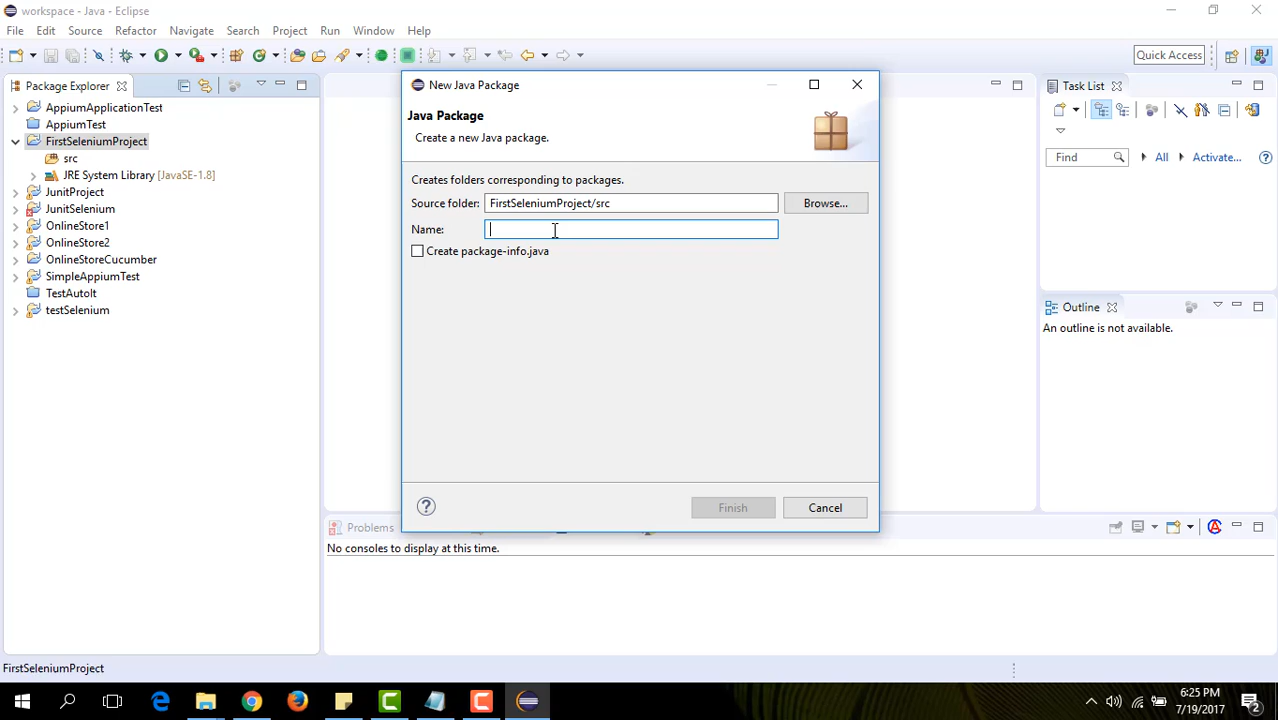 workspace - Java - Eclipse
File Edit Source Refactor Navigate Search Project Run Window Help
Quick Access
Package Explorer
AppiumApplicationTest
AppiumTest
FirstSeleniumProject
src
JRE System Library [JavaSE-1.8]
JunitProject
JunitSelenium
OnlineStore1
OnlineStore2
OnlineStoreCucumber
SimpleAppiumTest
TestAutoIt
testSelenium
New Java Package
Java Package
Create a new Java package.
Creates folders corresponding to packages.
Source folder: FirstSeleniumProject/src Browse...
Name:
Create package-info.java
Finish Cancel
Task List
Find All Activate...
Outline
An outline is not available.
Problems
No consoles to display at this time.
FirstSeleniumProject
6:25 PM
7/19/2017
2